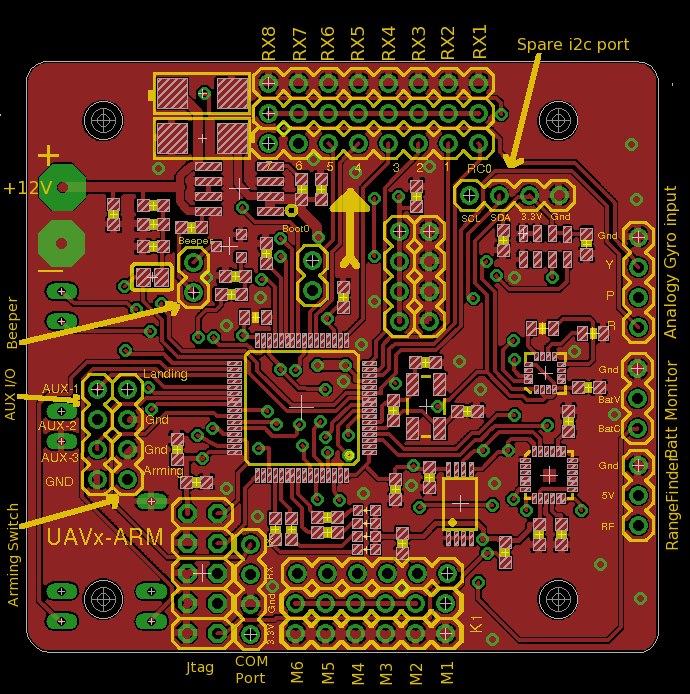 RX8 RX7 RX6 RX5 RX4 RX3 RX2 RX1
Spare i2c port
6 5 4 3 2 1
RC0
+
+12V
SCL SDA 3.3V Gnd
Boot0
Beeper
Gnd
Y
P
R
Analogy Gyro input
Beeper
Landing
AUX-1
Gnd
AUX-2
AUX-3
Gnd
Arming
GND
AUX I/O
Gnd
BatV
BatC
Batt Monitor
Gnd
5V
RF
RangeFinder
Arming Switch
UAVx-ARM
RX
Gnd
3.3V
K1
Jtag
COM
Port
M6 M5 M4 M3 M2 M1